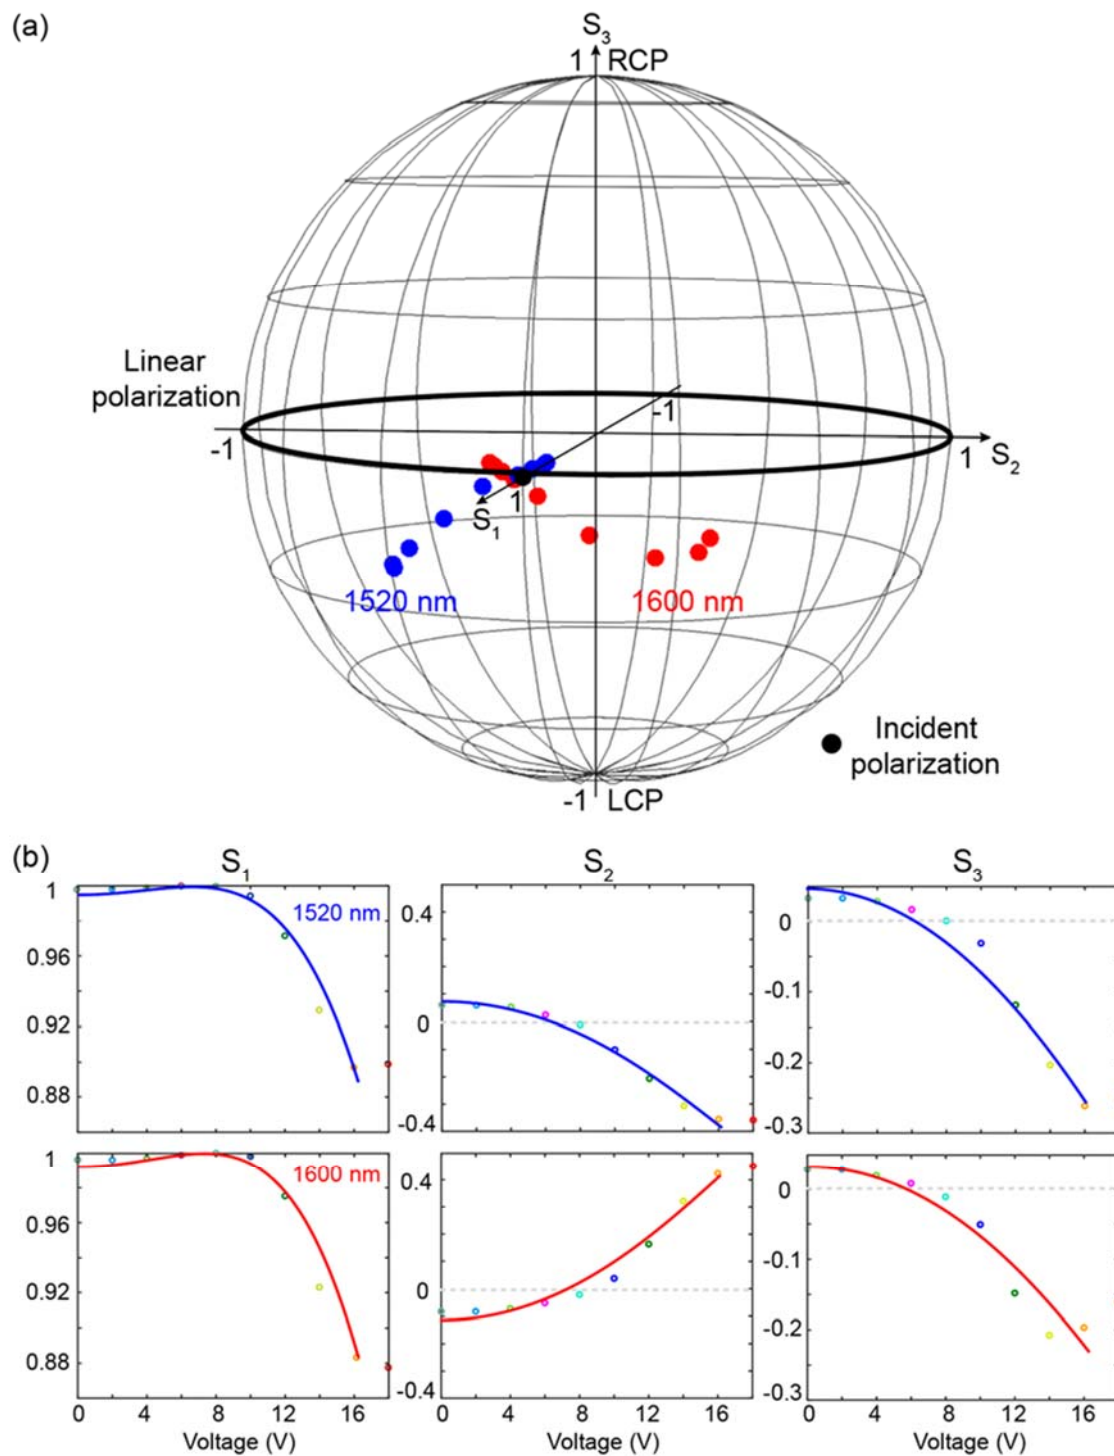 (a)
S3
1 RCP
Linear
polarization
-1
-1
1 S2
1
S1
1520 nm
1600 nm
Incident
polarization
-1 LCP
(b)
S1
S2
S3
1
0.96
0.92
0.88
1520 nm
0.4
0
-0.4
0
-0.1
-0.2
-0.3
1
0.96
0.92
0.88
1600 nm
0.4
0
-0.4
0
-0.1
-0.2
-0.3
0 4 8 12 16
0 4 8 12 16
0 4 8 12 16
Voltage (V)
Voltage (V)
Voltage (V)